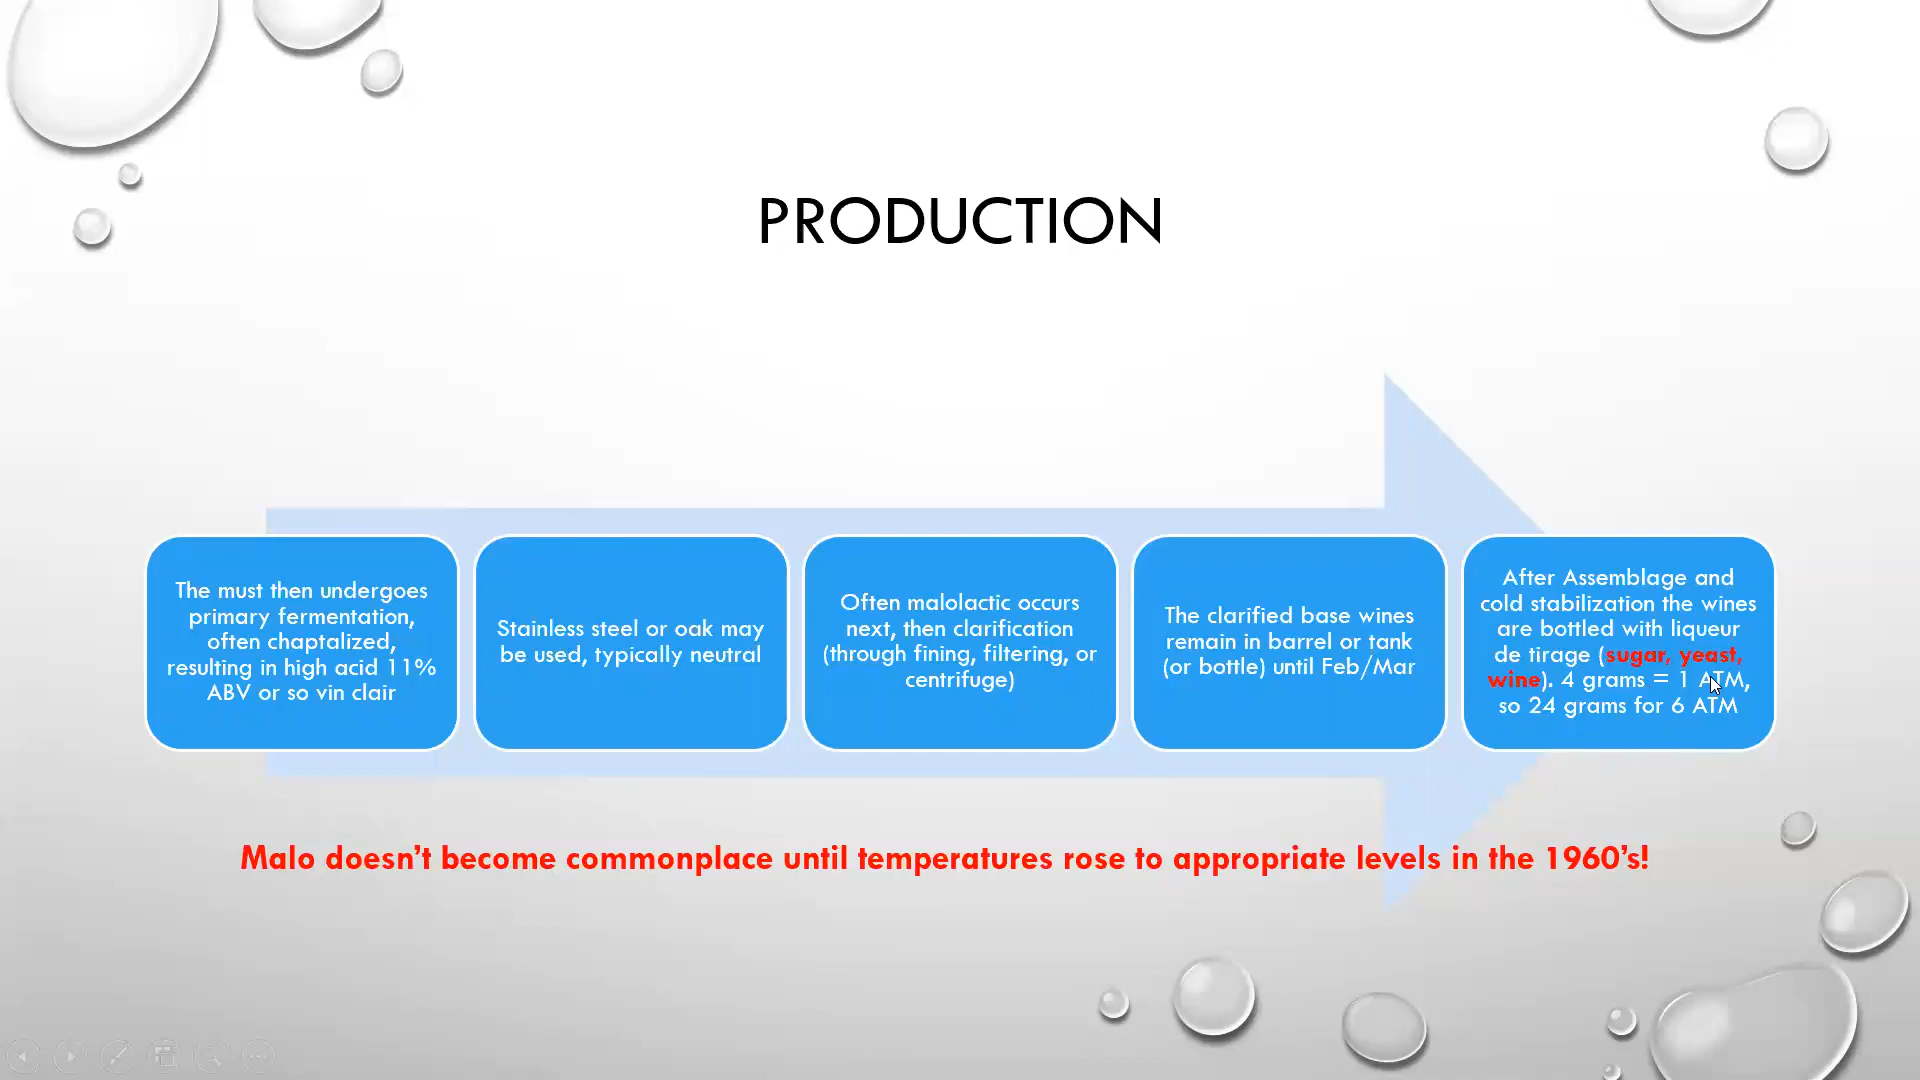 PRODUCTION
The must then undergoes
primary fermentation,
often chaptalized,
resulting in high acid 11%
ABV or so vin clair
Stainless steel or oak may
be used, typically neutral
Often malolactic occurs
next, then clarification
(through fining, filtering, or
centrifuge)
The clarified base wines
remain in barrel or tank
(or bottle) until Feb/Mar
After Assemblage and
cold stabilization the wines
are bottled with liqueur
de tirage (sugar, yeast,
wine). 4 grams = 1 ATM,
so 24 grams for 6 ATM
Malo doesn't become commonplace until temperatures rose to appropriate levels in the 1960's!